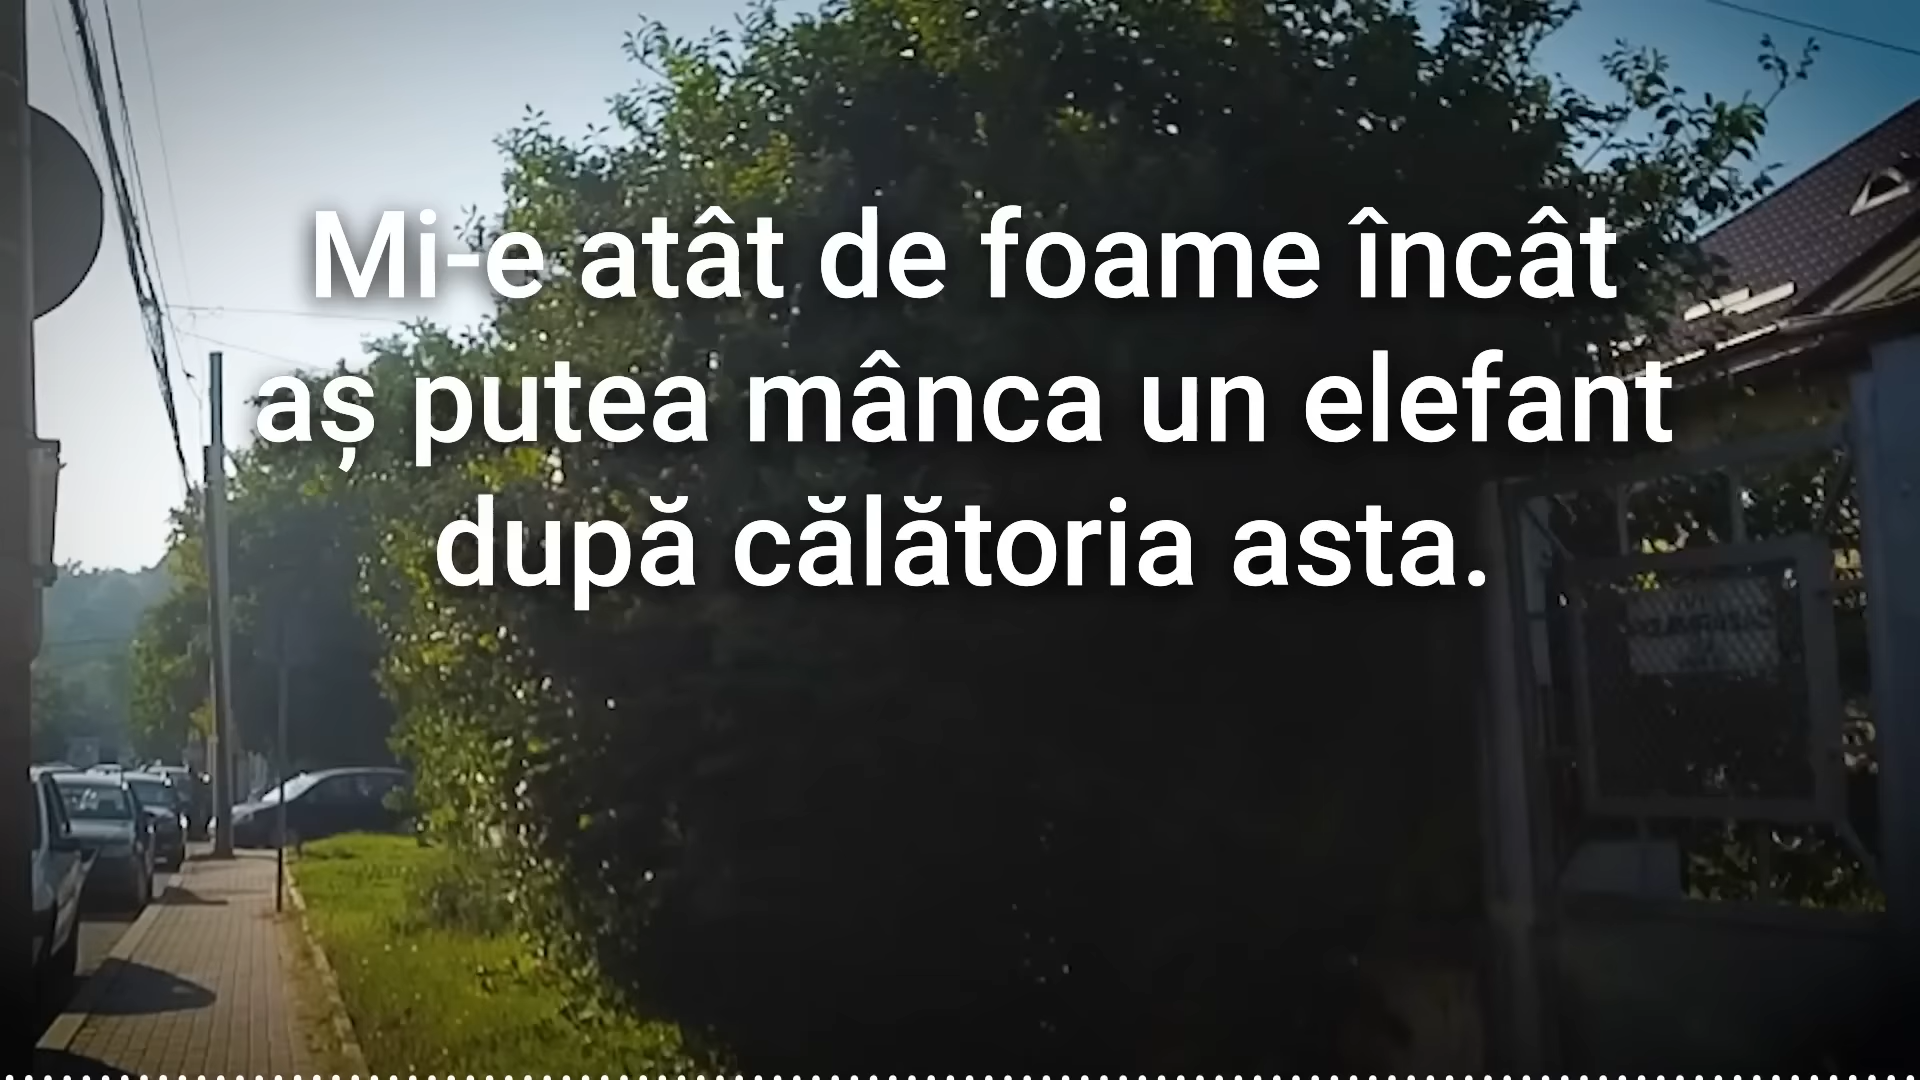 Mi-e atât de foame încât
aș putea mânca un elefant
după călătoria asta.